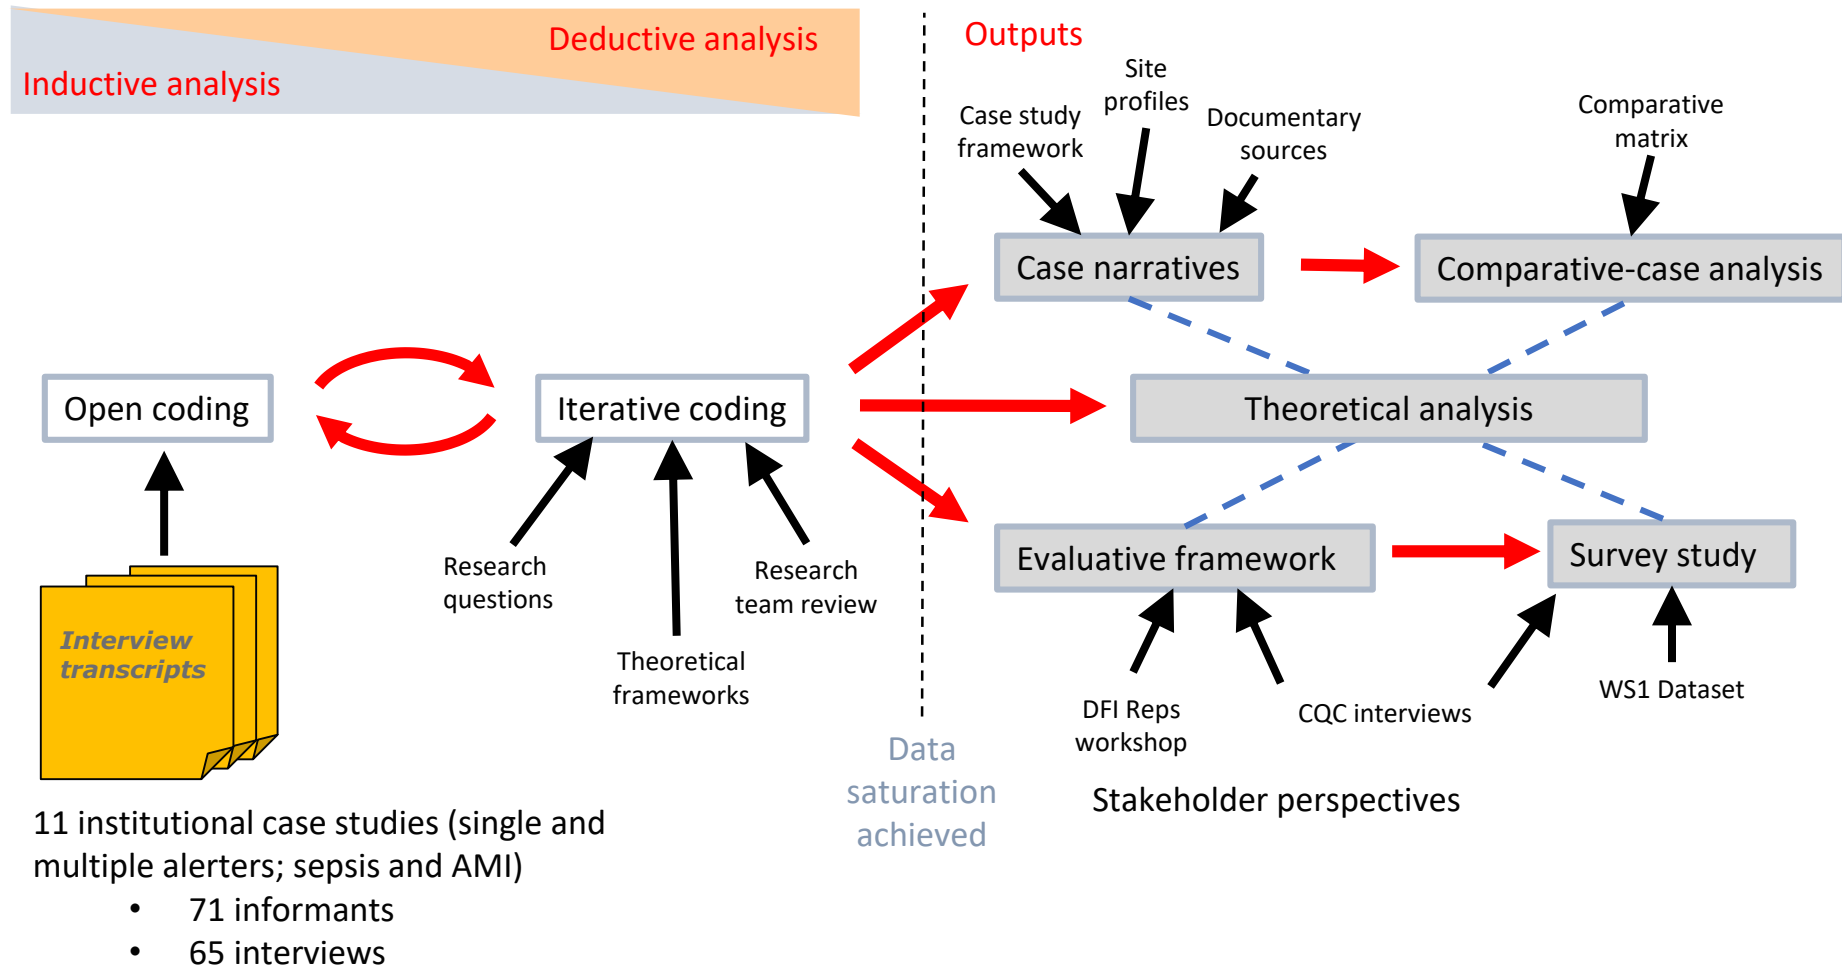 Deductive analysis
Inductive analysis
Outputs
Case study
framework
Site
profiles
Documentary
sources
Comparative
matrix
Case narratives
Comparative-case analysis
Open coding
Iterative coding
Theoretical analysis
Research
questions
Theoretical
frameworks
Research
team review
Evaluative framework
Survey study
Interview
transcripts
DFI Reps
workshop
CQC interviews
WS1 Dataset
Data
saturation
achieved
Stakeholder perspectives
11 institutional case studies (single and
multiple alerters; sepsis and AMI)
• 71 informants
• 65 interviews